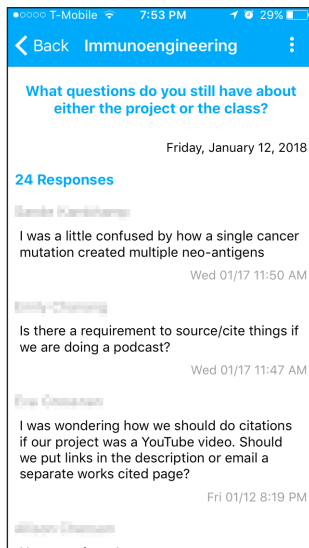 T-Mobile 7:53 PM 29%
Back Immunoengineering
What questions do you still have about
either the project or the class?
Friday, January 12, 2018
24 Responses
I was a little confused by how a single cancer
mutation created multiple neo-antigens
Wed 01/17 11:50 AM
Is there a requirement to source/cite things if
we are doing a podcast?
Wed 01/17 11:47 AM
I was wondering how we should do citations
if our project was a YouTube video. Should
we put links in the description or email a
separate works cited page?
Fri 01/12 8:19 PM